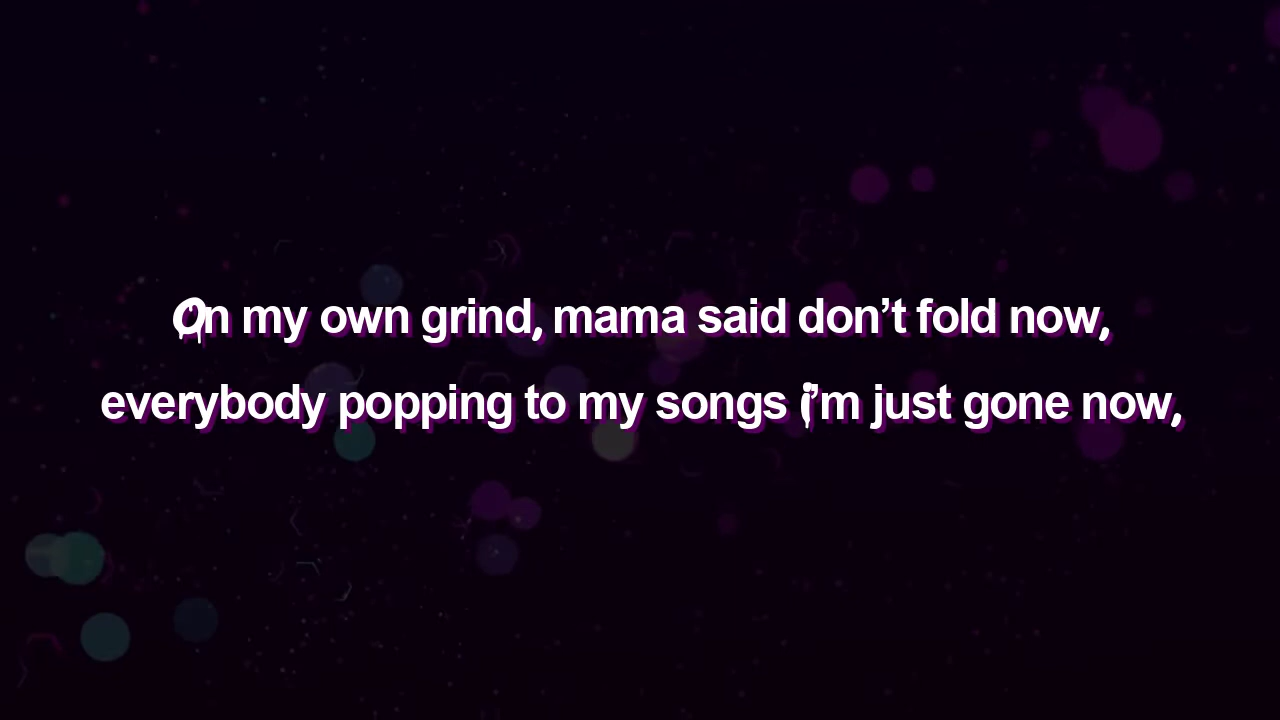 On my own grind, mama said don’t fold now,
everybody popping to my songs i’m just gone now,